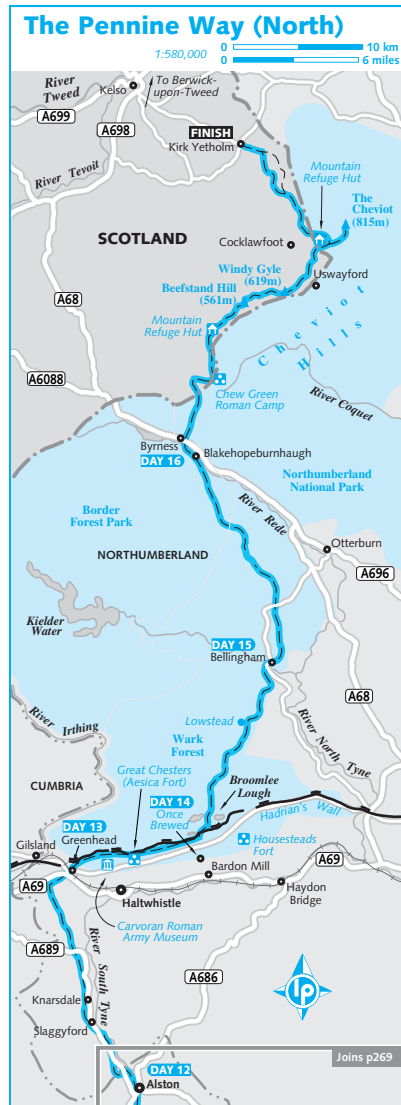 The Pennine Way (North)
1:580,000
0 10 km
0 6 miles
River
Tweed
To Berwick-
upon-Tweed
Kelso
A699
A698
FINISH
Kirk Yetholm
River Tevoit
Mountain
Refuge Hut
The
Cheviot
(815m)
SCOTLAND
Cocklawfoot
Windy Gyle
(619m)
Uswayford
Beefstand Hill
(561m)
A68
Mountain
Refuge Hut
Cheviot
Hills
A6088
Chew Green
Roman Camp
River Coquet
Byrness
DAY 16
Blakehopeburnhaugh
Northumberland
National Park
Border
Forest Park
River Rede
NORTHUMBERLAND
Otterburn
A696
Kielder
Water
DAY 15
Bellingham
A68
River Irthing
Lowstead
Wark
Forest
River North Tyne
Great Chesters
(Aesica Fort)
CUMBRIA
Broomlee
Lough
DAY 14
Once
Brewed
Hadrian's Wall
DAY 13
Greenhead
Gilsland
Housesteads
Fort
A69
Bardon Mill
A69
Haltwhistle
Haydon
Bridge
Carvoran Roman
Army Museum
A689
River South Tyne
A686
Knarsdale
lp
Slaggyford
Joins p269
DAY 12
Alston